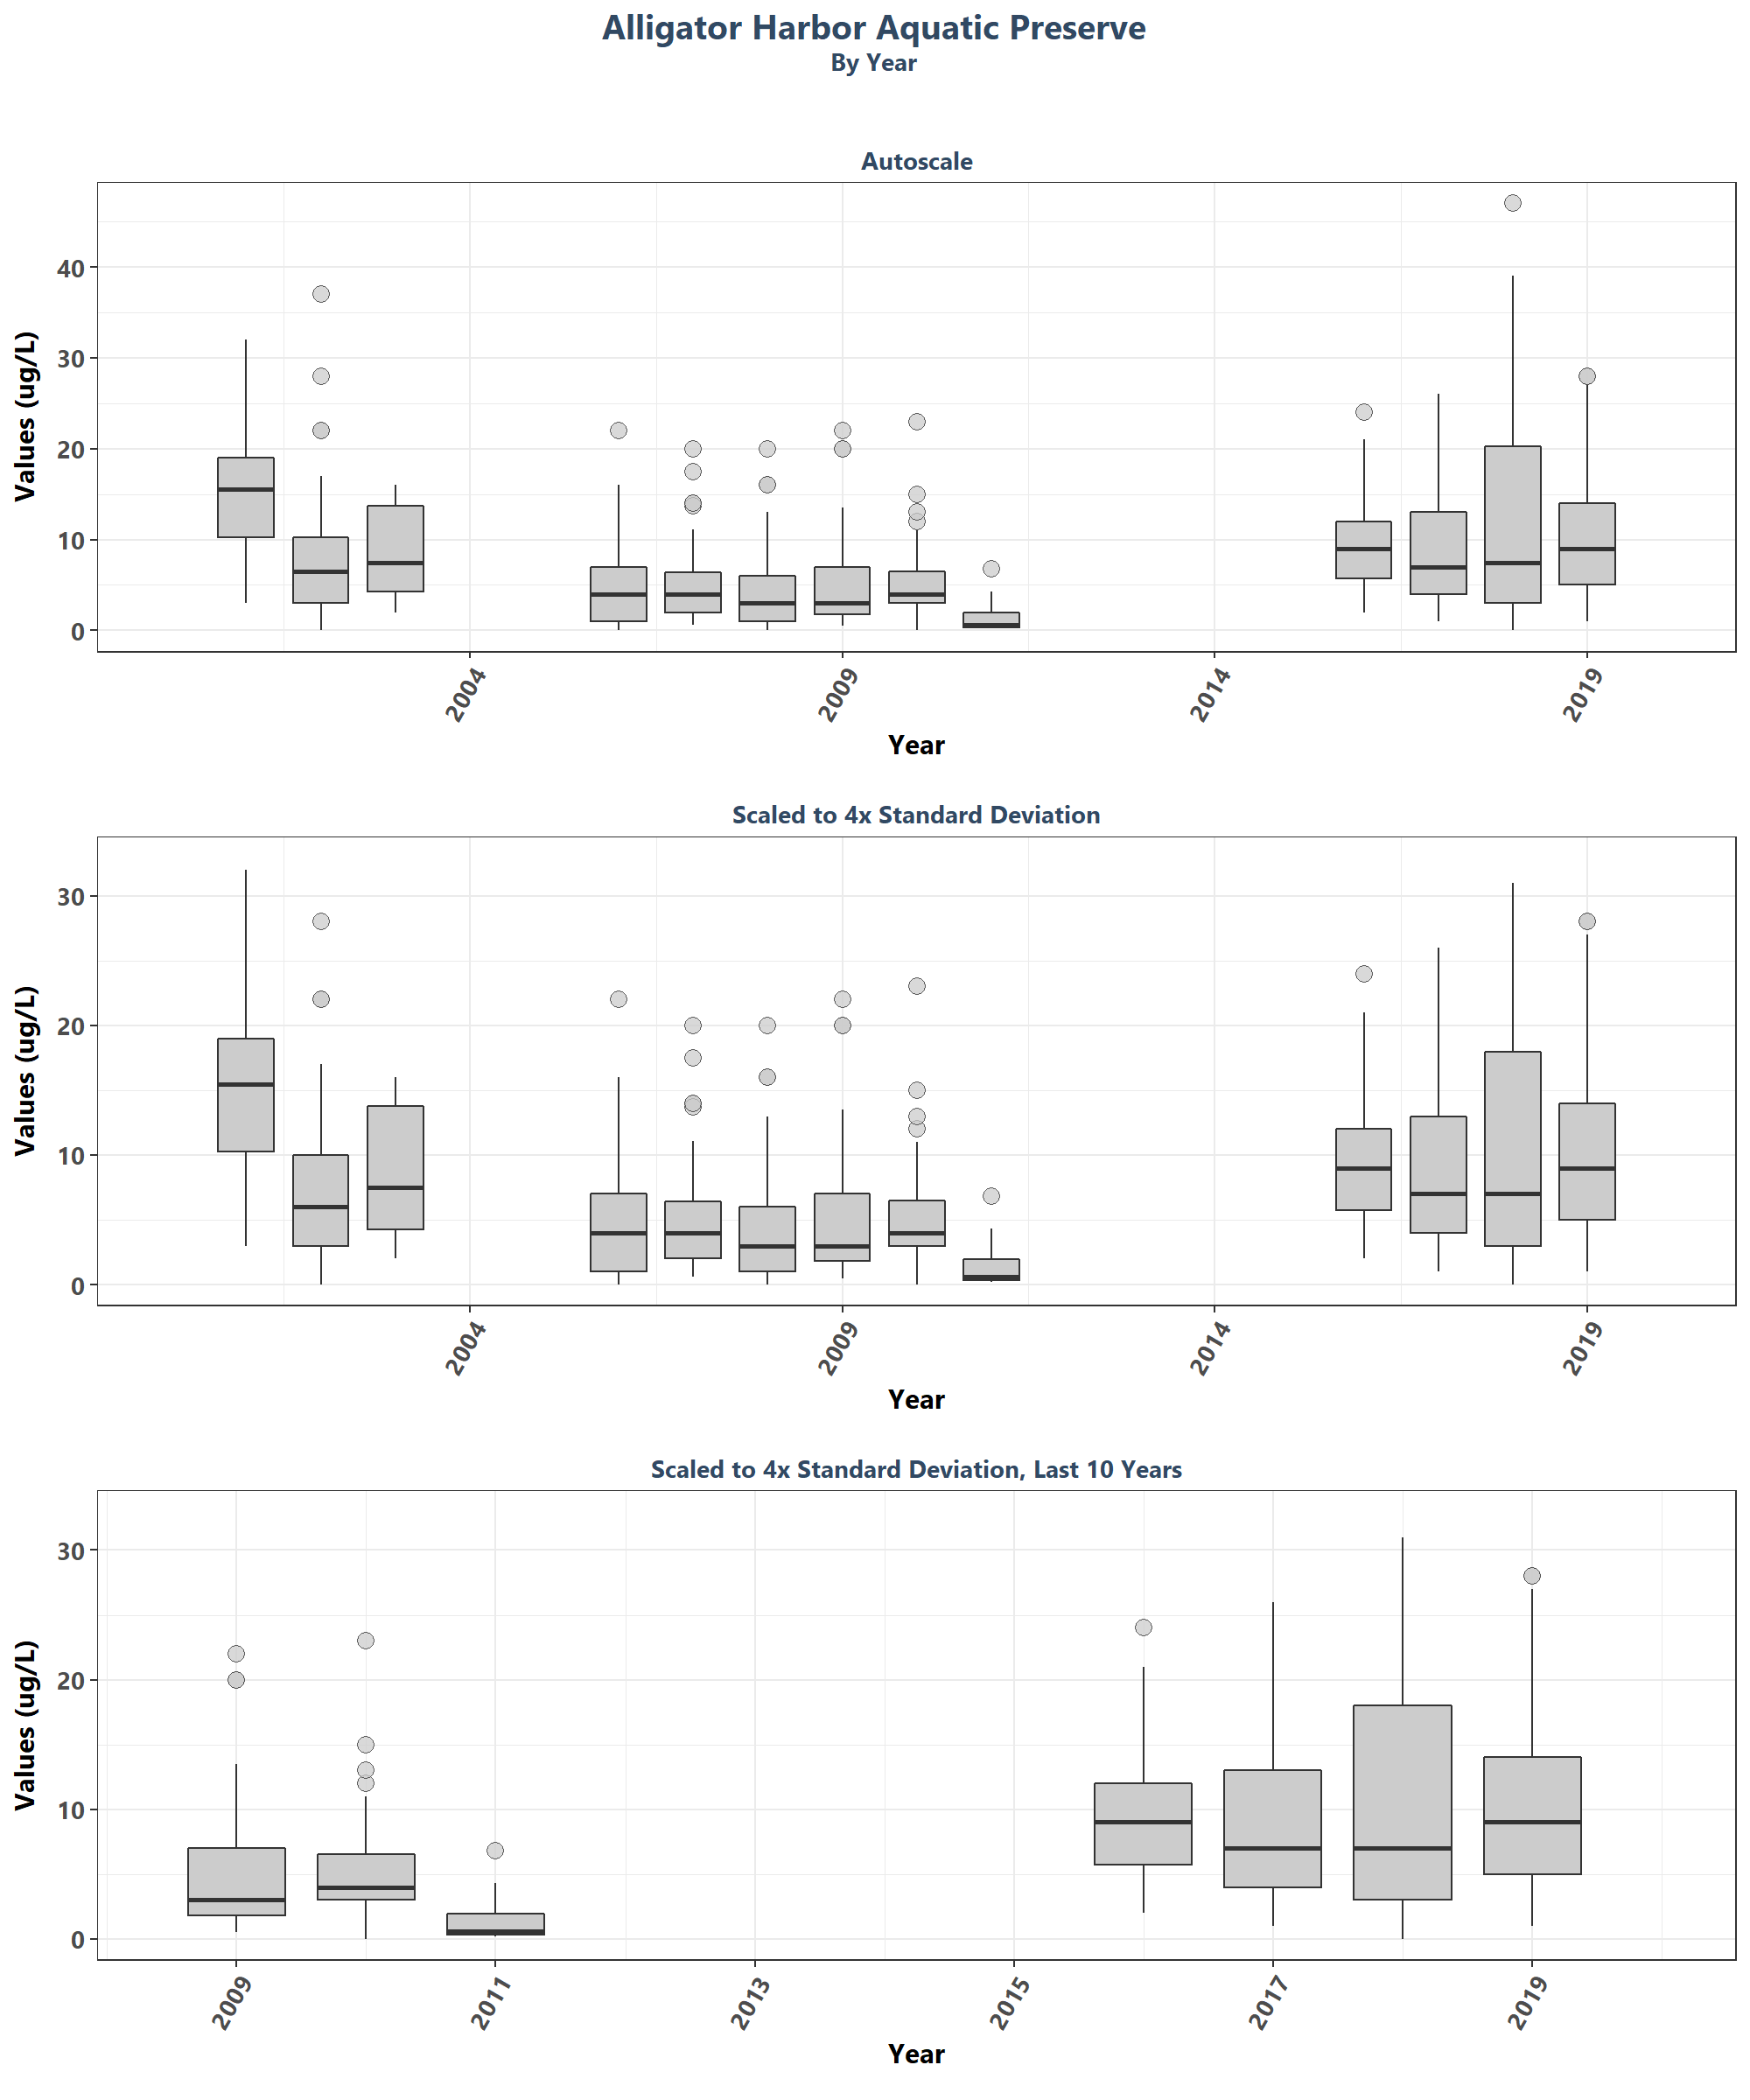 Alligator Harbor Aquatic Preserve
By Year
Autoscale
Values (ug/L)
40
30
20
10
0
2004
2009
2014
2019
Year
Scaled to 4x Standard Deviation
Values (ug/L)
30
20
10
0
2004
2009
2014
2019
Year
Scaled to 4x Standard Deviation, Last 10 Years
Values (ug/L)
30
20
10
0
2009
2011
2013
2015
2017
2019
Year